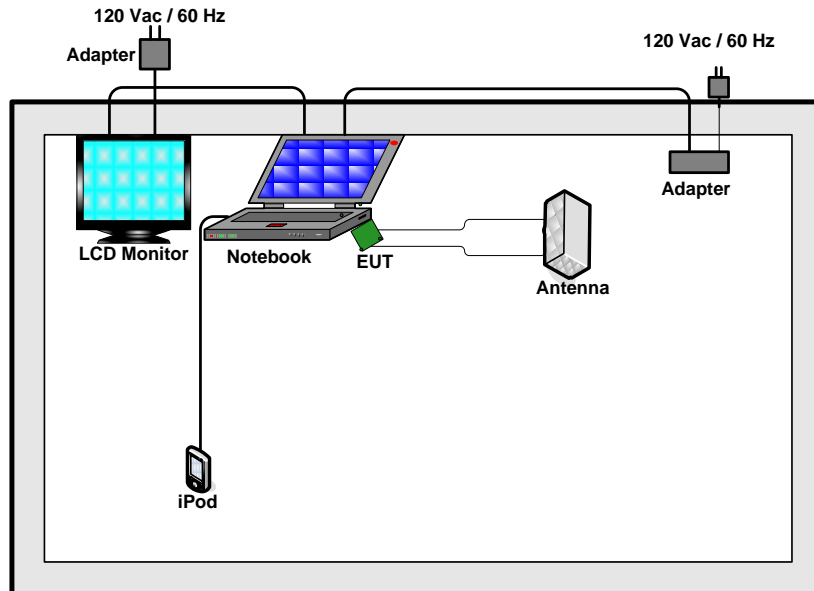 120 Vac / 60 Hz
Adapter
120 Vac / 60 Hz
Adapter
LCD Monitor
Notebook
EUT
Antenna
iPod